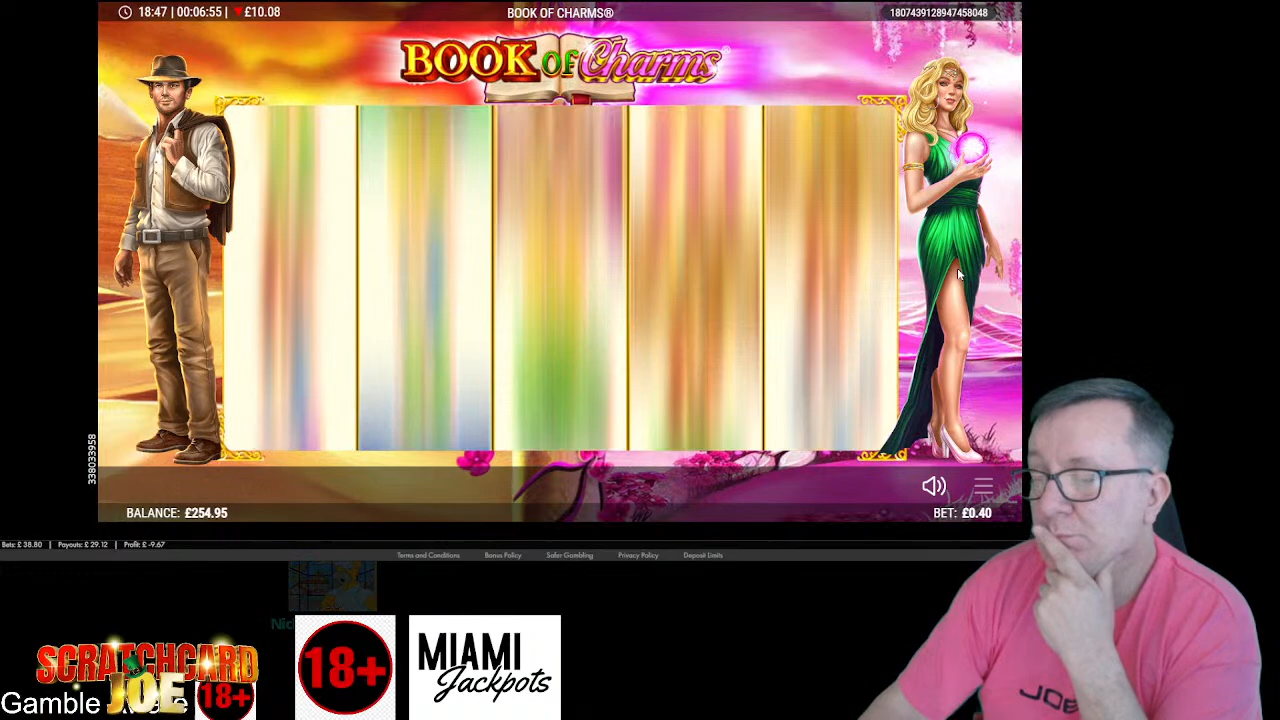 18:47 | 00:06:55 | £10.08
BOOK OF CHARMS®
1807439128947458048
BOOK OF Charms
338033958
BALANCE: £254.95
BET: £0.40
Bets: £ 38.80 | Payouts: £ 29.12 | Profit: £ -9.67
Terms and Conditions
Bonus Policy
Safer Gambling
Privacy Policy
Deposit Limits
SCRATCHCARD
JOE
Gamble
18+
18+
MIAMI
Jackpots